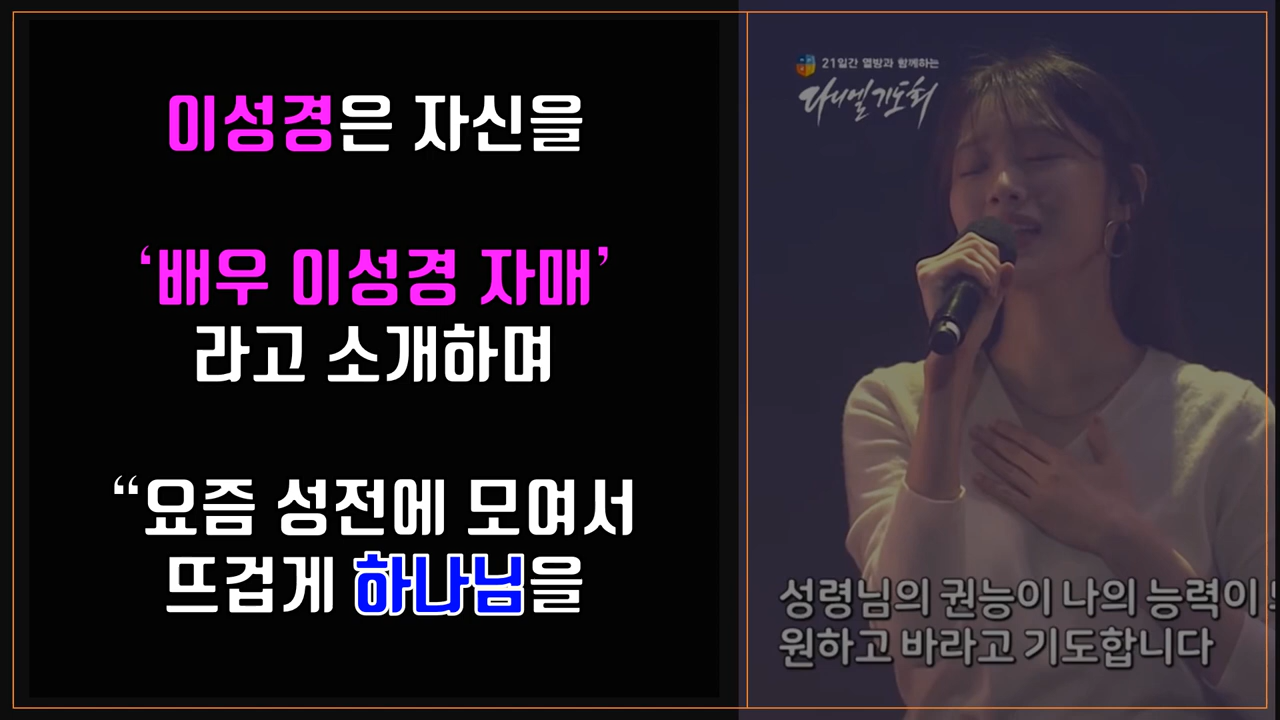 이성경은 자신을
‘배우 이성경 자매’
라고 소개하며
“요즘 성전에 모여서
뜨겁게 하나님을
21일간 열방과 함께하는
다니엘기도회
성령님의 권능이 나의 능력이
원하고 바라고 기도합니다